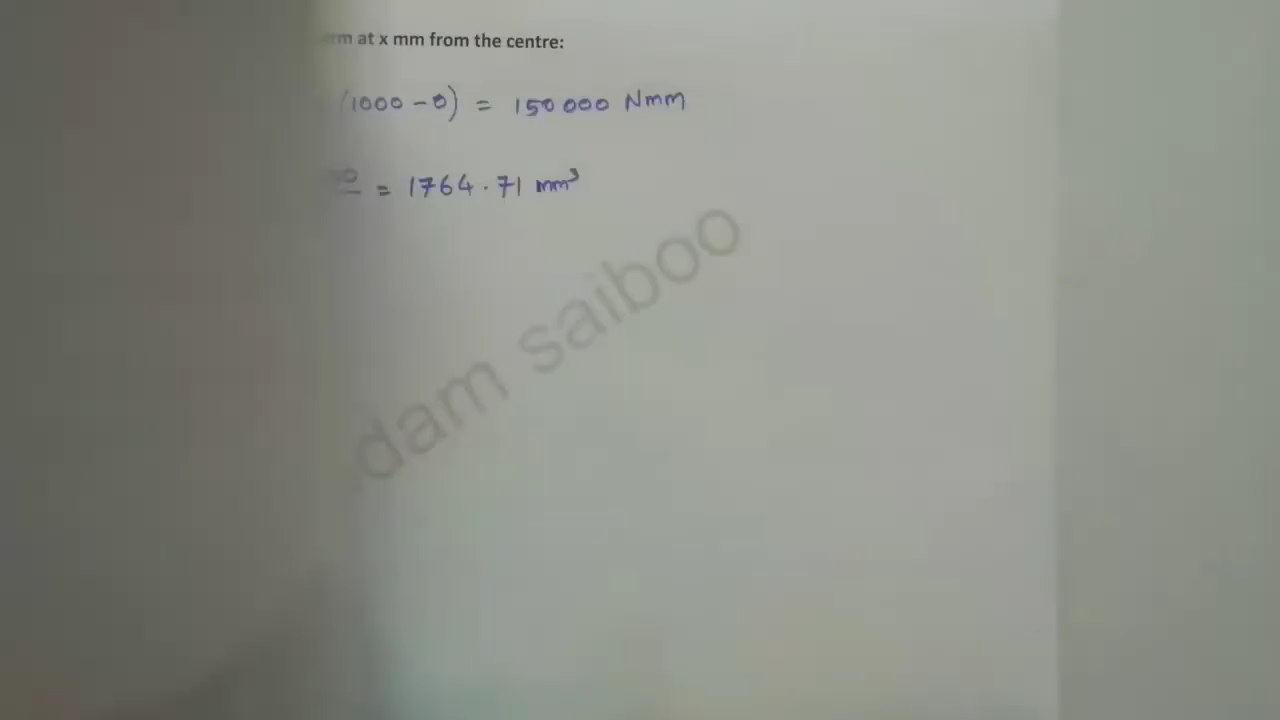 at x mm from the centre:
(1000 - 0) = 150 000 Nmm
= 1764.71 mm³
dam saiboo